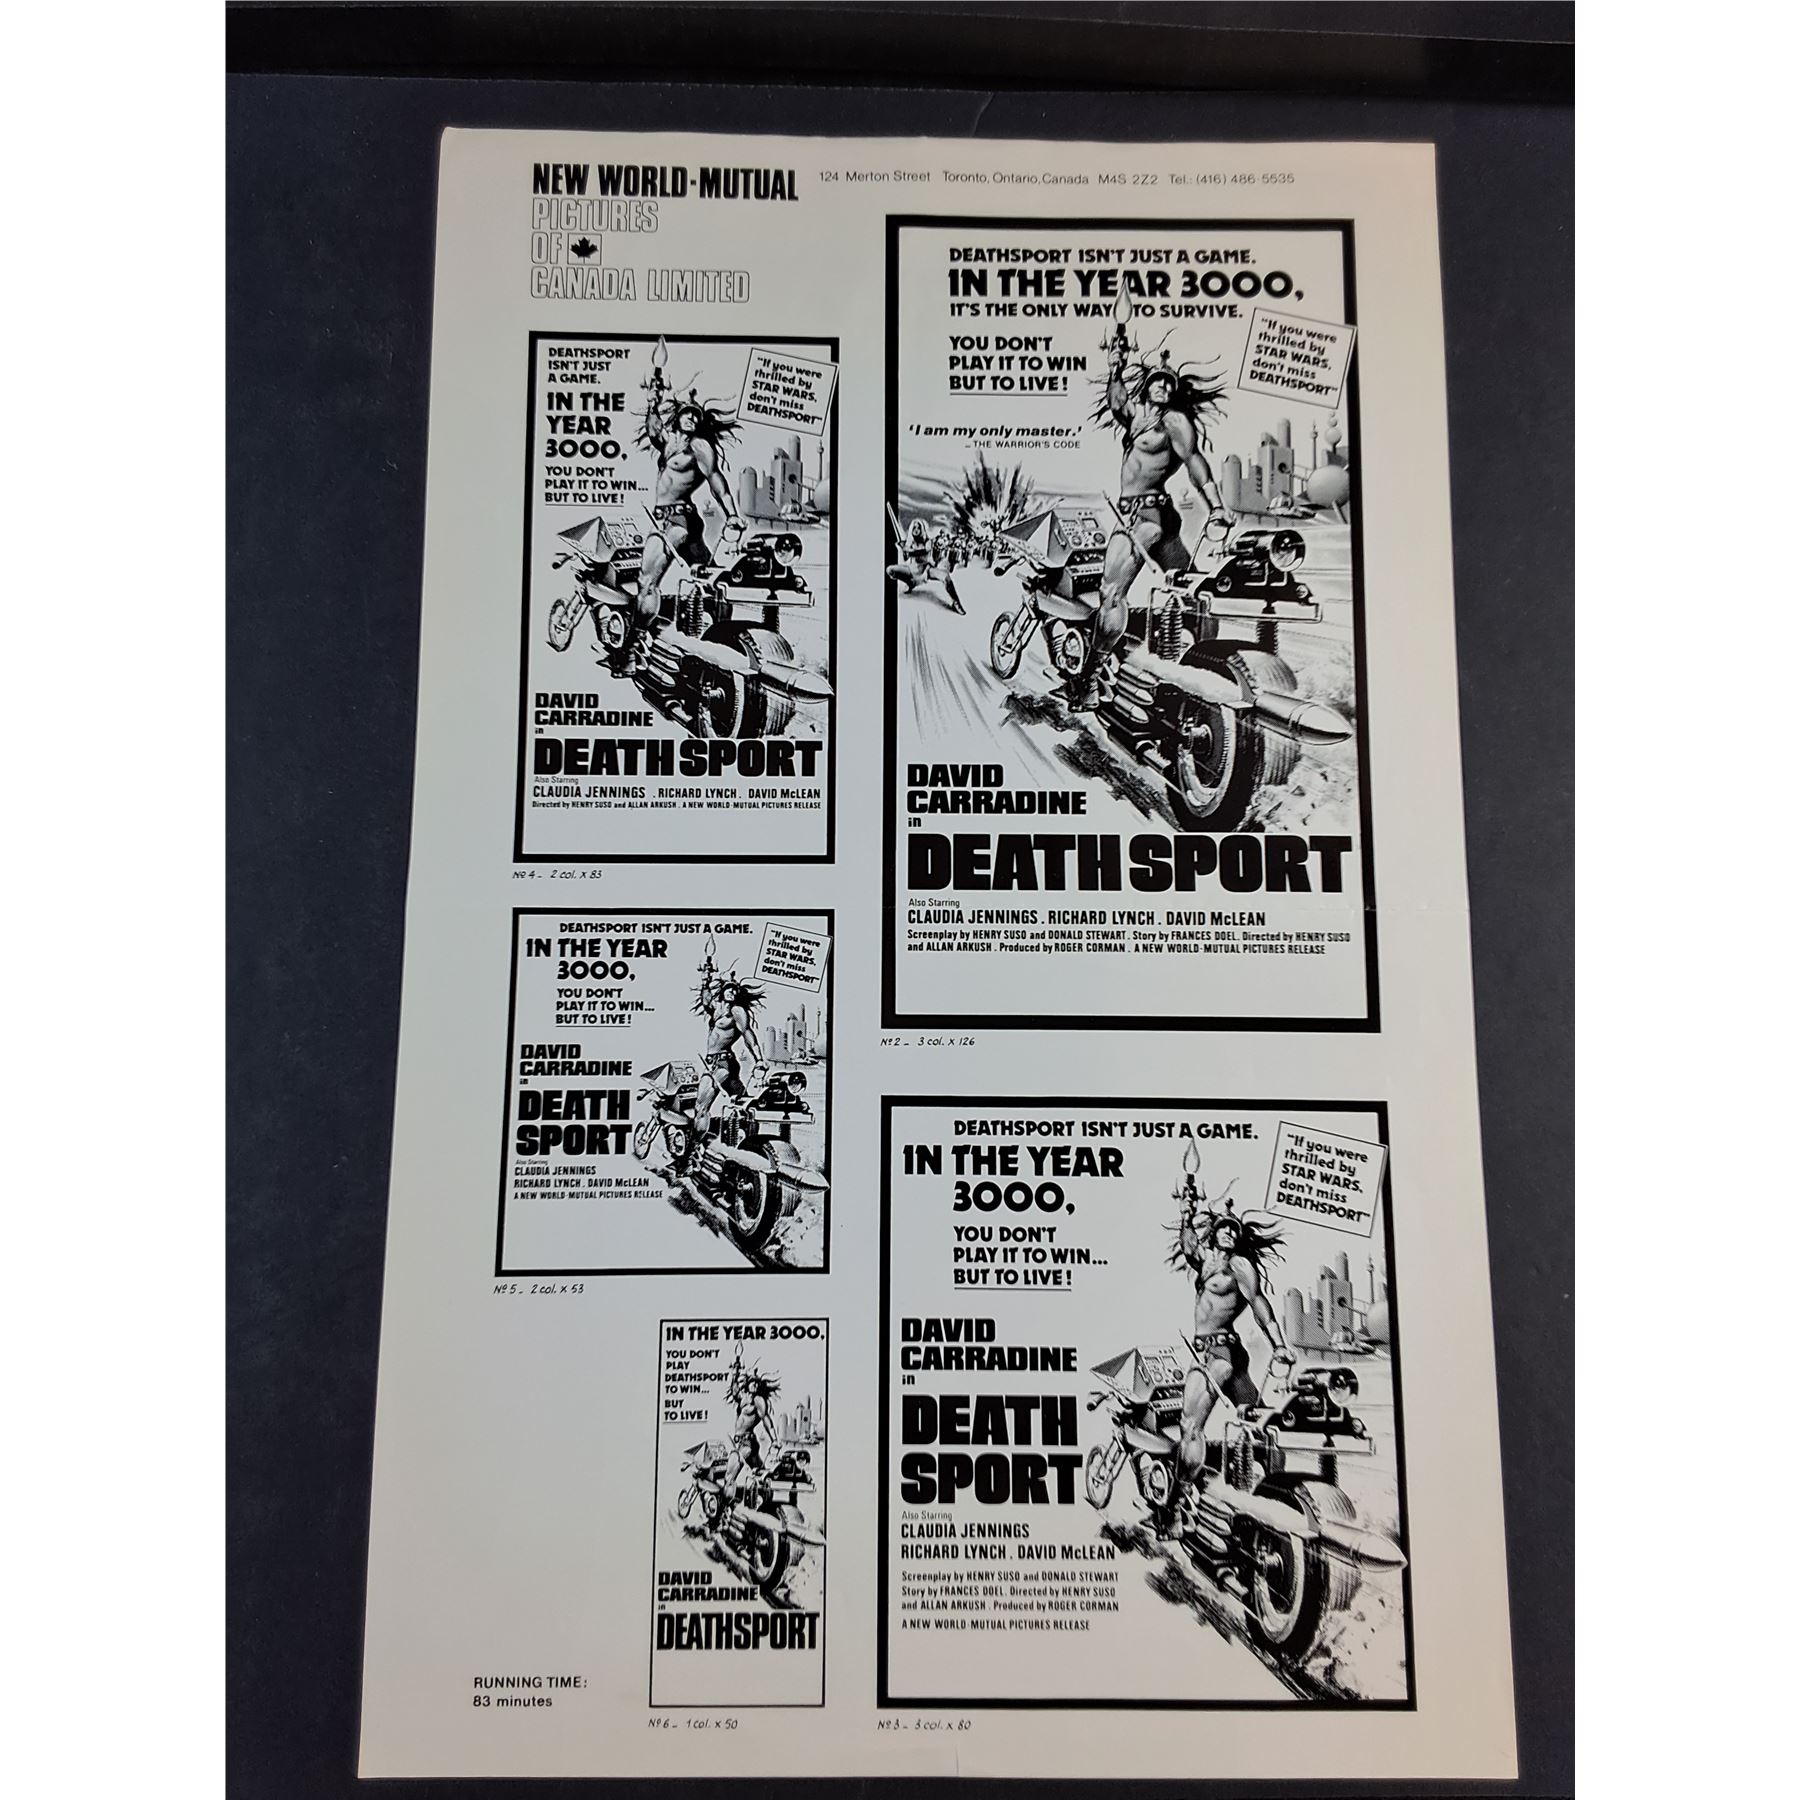 NEW WORLD-MUTUAL
PICTURES
OF
CANADA LIMITED
124 Merton Street Toronto, Ontario, Canada M4S 2Z2 Tel.: (416) 486-5535
DEATHSPORT
ISN'T JUST
A GAME.
IN THE
YEAR
3000,
YOU DON'T
PLAY IT TO WIN...
BUT TO LIVE!
"If you were
thrilled by
STAR WARS,
don't miss
DEATHSPORT"
DAVID
CARRADINE
in
DEATHSPORT
Also Starring
CLAUDIA JENNINGS . RICHARD LYNCH . DAVID McLEAN
Directed by HENRY SUSO and ALLAN ARKUSH . A NEW WORLD-MUTUAL PICTURES RELEASE
Nº 4 - 2 col. x 83
DEATHSPORT ISN'T JUST A GAME.
IN THE YEAR 3000,
IT'S THE ONLY WAY TO SURVIVE.
YOU DON'T
PLAY IT TO WIN
BUT TO LIVE!
"If you were
thrilled by
STAR WARS,
don't miss
DEATHSPORT"
'I am my only master.'
- THE WARRIOR'S CODE
DAVID
CARRADINE
in
DEATHSPORT
Also Starring
CLAUDIA JENNINGS . RICHARD LYNCH . DAVID McLEAN
Screenplay by HENRY SUSO and DONALD STEWART . Story by FRANCES DOEL . Directed by HENRY SUSO
and ALLAN ARKUSH . Produced by ROGER CORMAN . A NEW WORLD-MUTUAL PICTURES RELEASE
Nº 2 - 3 col. x 126
DEATHSPORT ISN'T JUST A GAME.
IN THE YEAR
3000,
YOU DON'T
PLAY IT TO WIN...
BUT TO LIVE!
"If you were
thrilled by
STAR WARS,
don't miss
DEATHSPORT"
DAVID
CARRADINE
in
DEATH
SPORT
Also Starring
CLAUDIA JENNINGS
RICHARD LYNCH . DAVID McLEAN
A NEW WORLD-MUTUAL PICTURES RELEASE
Nº 5 - 2 col. x 53
IN THE YEAR 3000,
YOU DON'T
PLAY
DEATHSPORT
TO WIN...
BUT
TO LIVE!
DAVID
CARRADINE
in
DEATHSPORT
Nº 6 - 1 col. x 50
RUNNING TIME:
83 minutes
DEATHSPORT ISN'T JUST A GAME.
IN THE YEAR
3000,
YOU DON'T
PLAY IT TO WIN...
BUT TO LIVE!
"If you were
thrilled by
STAR WARS,
don't miss
DEATHSPORT"
DAVID
CARRADINE
in
DEATH
SPORT
Also Starring
CLAUDIA JENNINGS
RICHARD LYNCH . DAVID McLEAN
Screenplay by HENRY SUSO and DONALD STEWART
Story by FRANCES DOEL . Directed by HENRY SUSO
and ALLAN ARKUSH . Produced by ROGER CORMAN
A NEW WORLD-MUTUAL PICTURES RELEASE
Nº 3 - 3 col. x 80